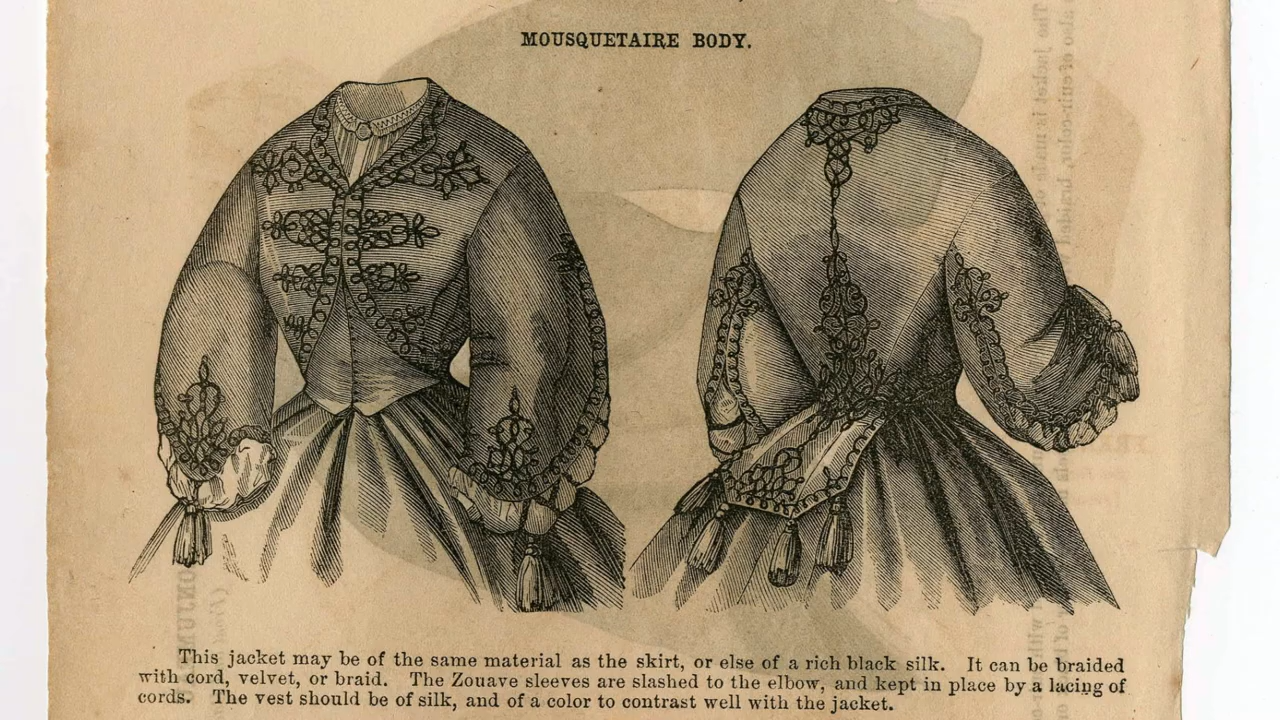 MOUSQUETAIRE BODY.
This jacket may be of the same material as the skirt, or else of a rich black silk. It can be braided
with cord, velvet, or braid. The Zouave sleeves are slashed to the elbow, and kept in place by a lacing of
cords. The vest should be of silk, and of a color to contrast well with the jacket.